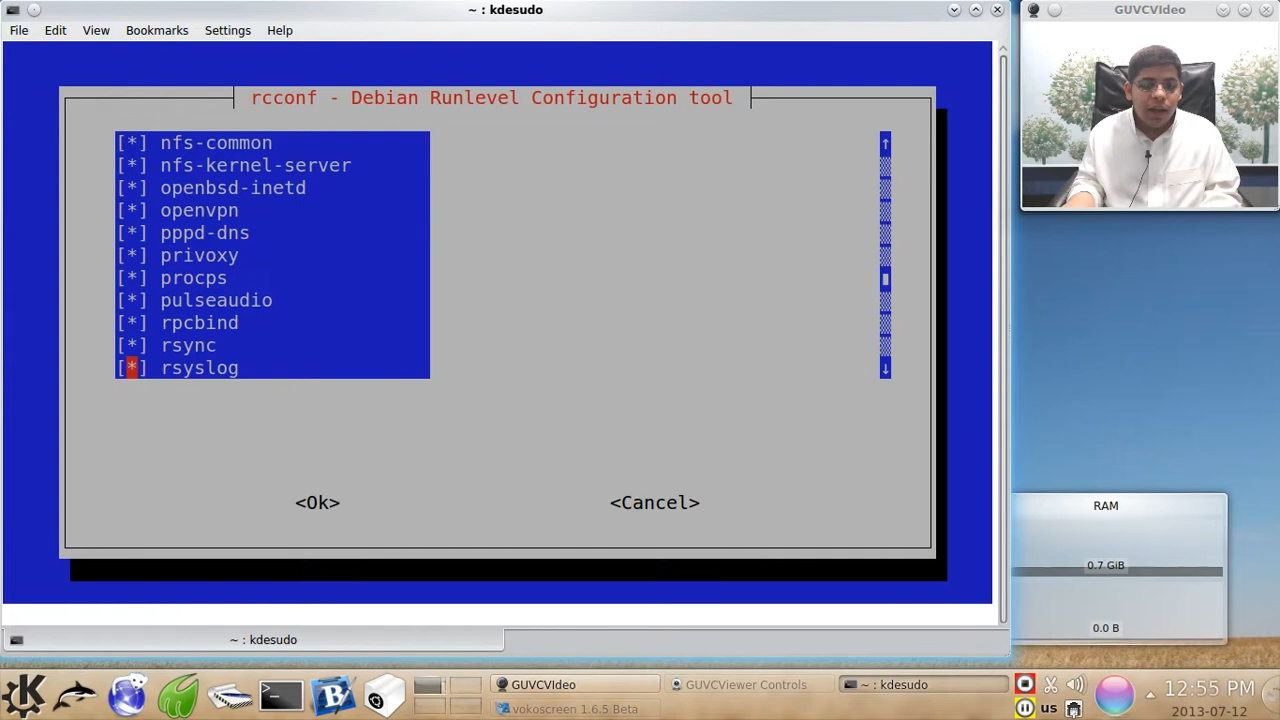 ~ : kdesudo
File Edit View Bookmarks Settings Help
rcconf - Debian Runlevel Configuration tool
[*] nfs-common
[*] nfs-kernel-server
[*] openbsd-inetd
[*] openvpn
[*] pppd-dns
[*] privoxy
[*] procps
[*] pulseaudio
[*] rpcbind
[*] rsync
[*] rsyslog
<Ok> <Cancel>
~ : kdesudo
GUVCVIdeo
RAM
0.7 GiB
0.0 B
GUVCVIdeo
GUVCViewer Controls
~ : kdesudo
vokoscreen 1.6.5 Beta
us
12:55 PM
2013-07-12